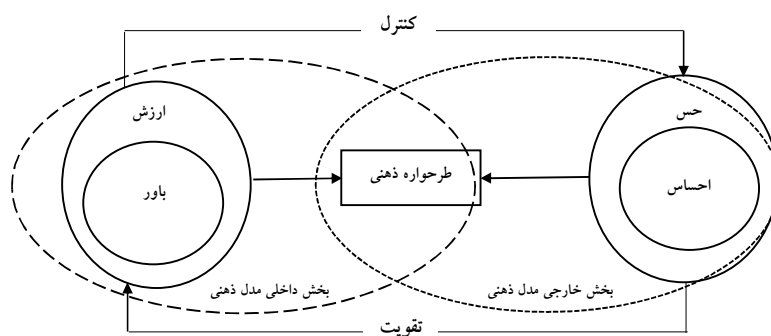 کنترل
ارزش
حس
طرحواره ذهنی
باور
احساس
بخش خارجی مدل ذهنی
بخش داخلی مدل ذهنی
تقویت